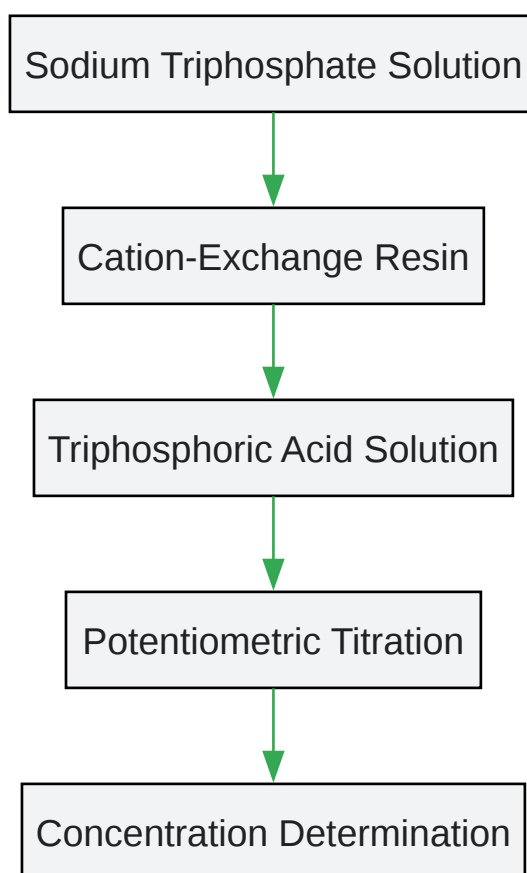 Sodium Triphosphate Solution
Cation-Exchange Resin
Triphosphoric Acid Solution
Potentiometric Titration
Concentration Determination